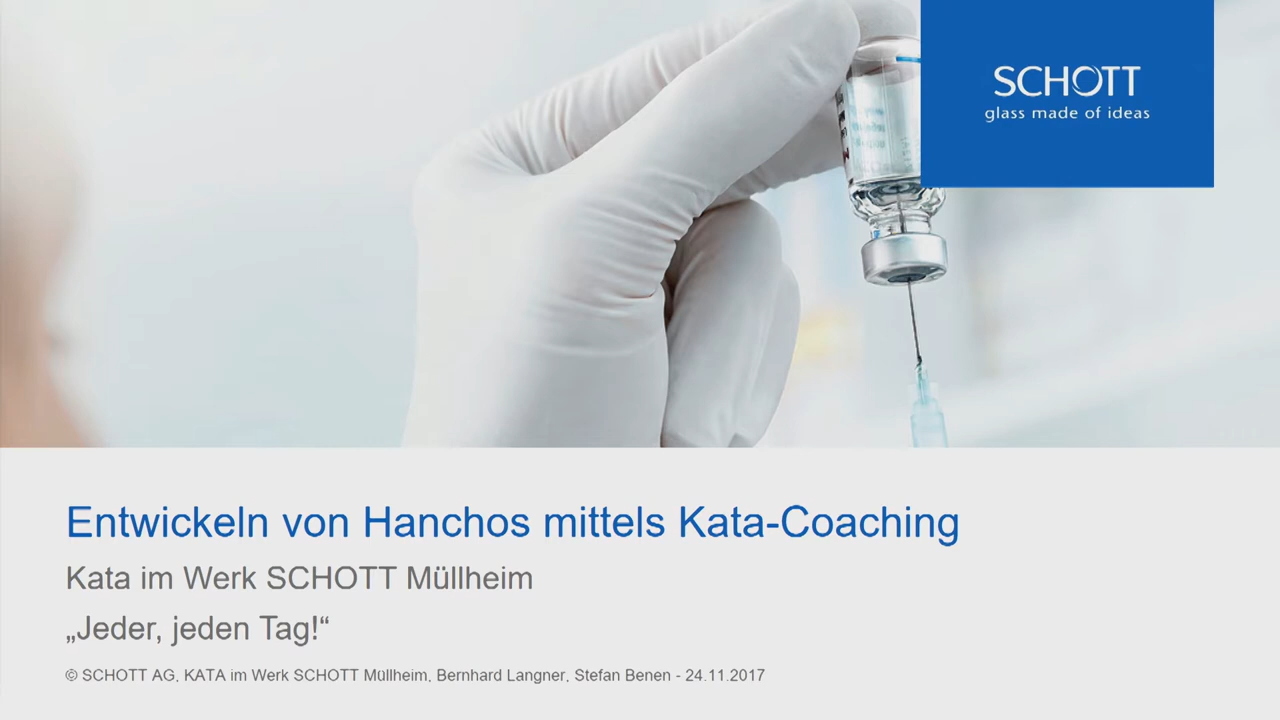 SCHOTT
glass made of ideas
Entwickeln von Hanchos mittels Kata-Coaching
Kata im Werk SCHOTT Müllheim
„Jeder, jeden Tag!“
© SCHOTT AG, KATA im Werk SCHOTT Müllheim, Bernhard Langner, Stefan Benen - 24.11.2017